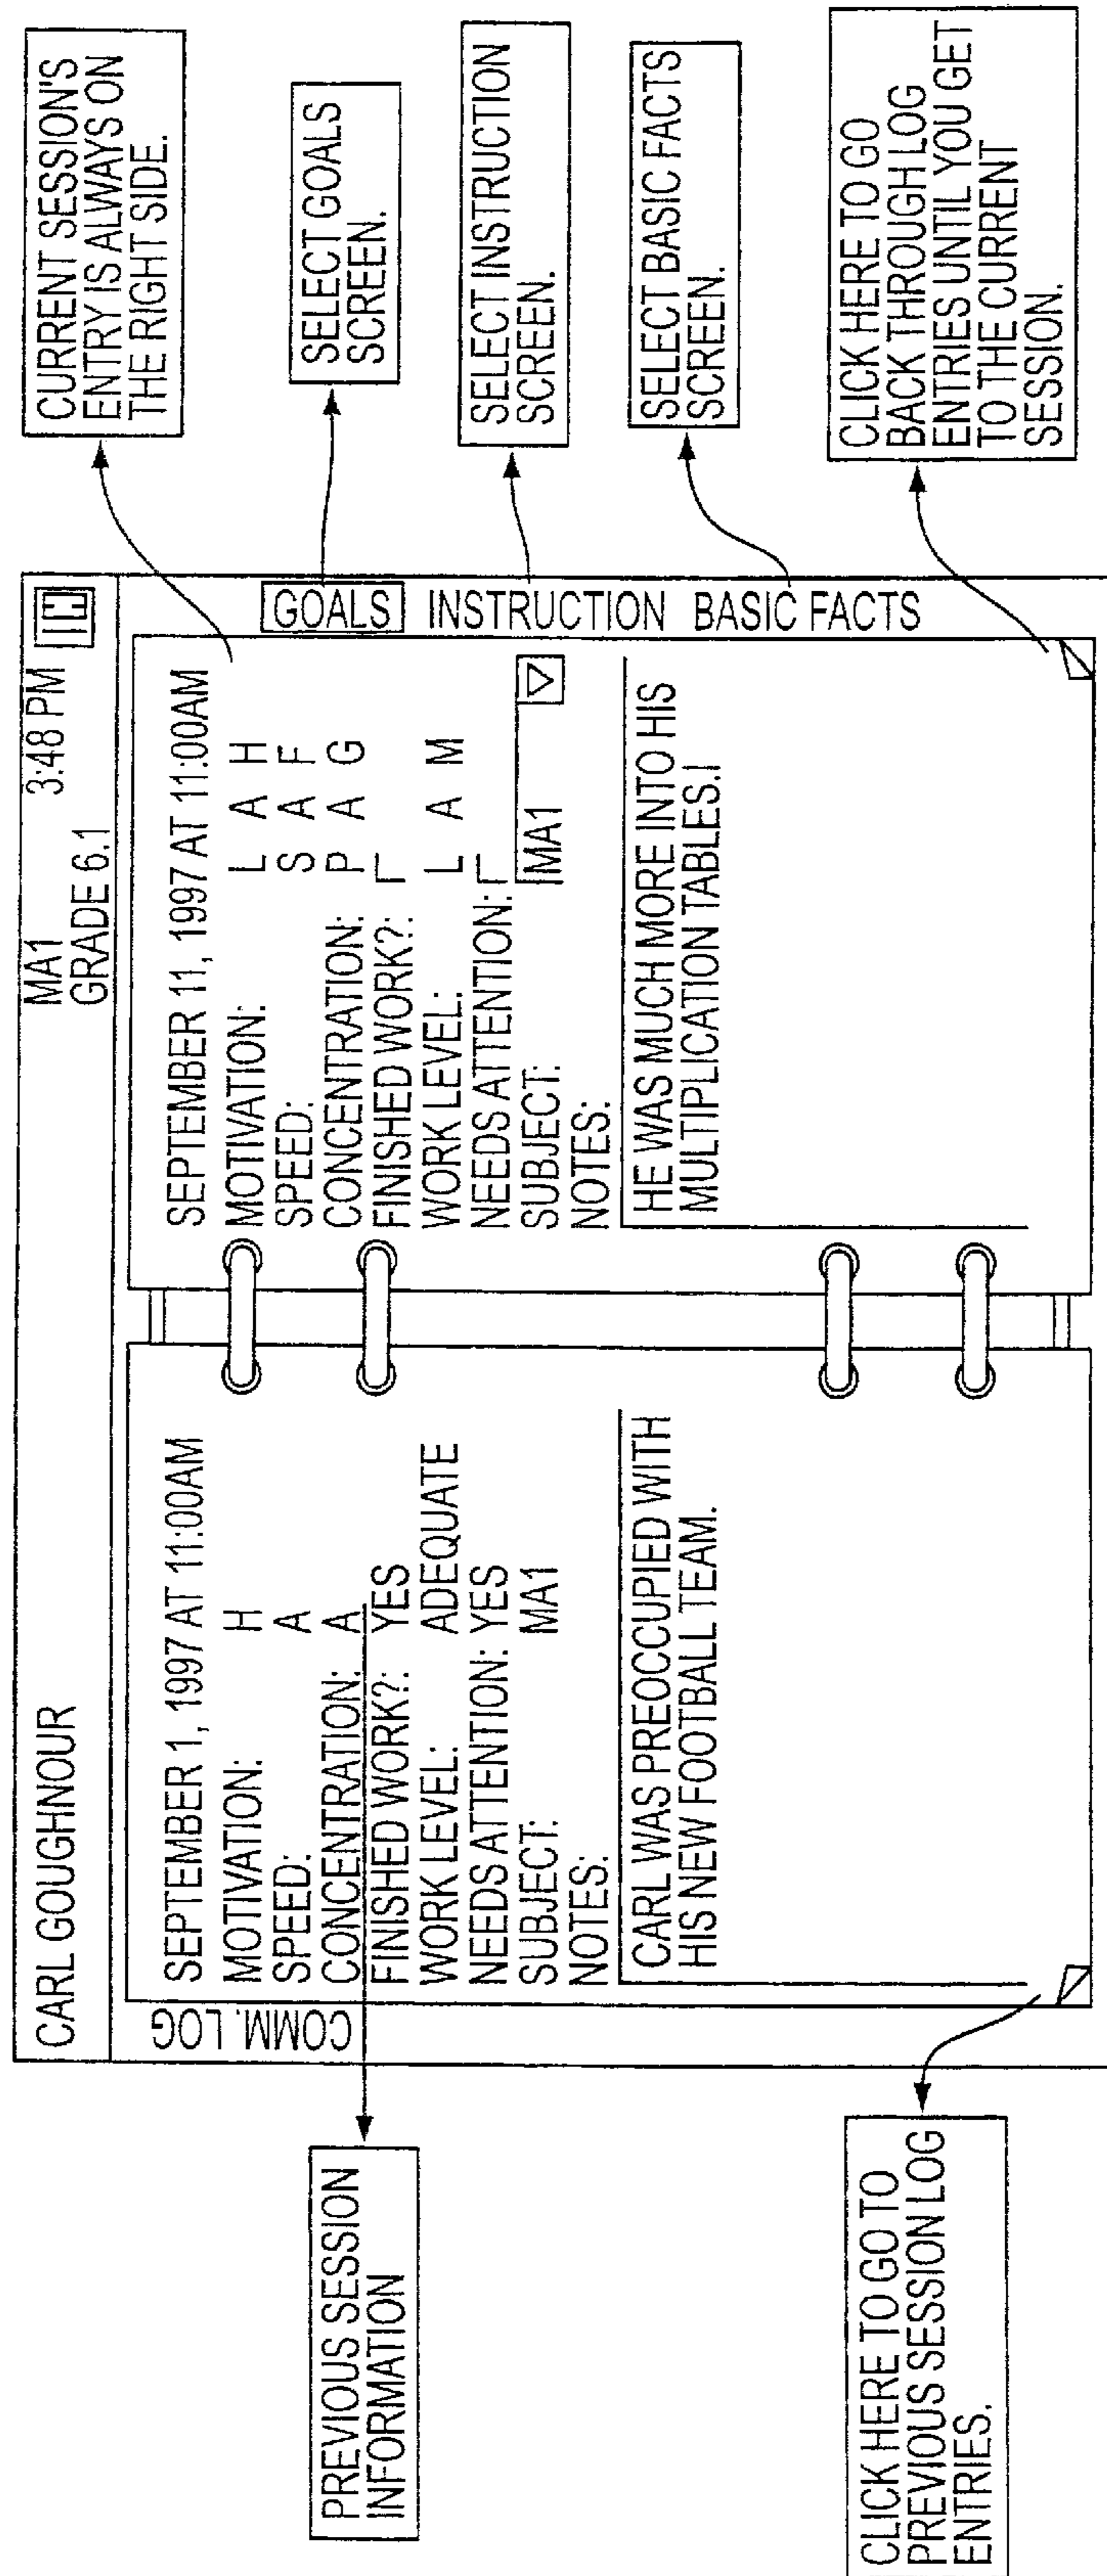 CARL GOUGHNOUR
MA1 3:48 PM
GRADE 6.1
COMM. LOG
SEPTEMBER 1, 1997 AT 11:00AM
MOTIVATION: H
SPEED: A
CONCENTRATION: A
FINISHED WORK?: YES
WORK LEVEL: ADEQUATE
NEEDS ATTENTION: YES
SUBJECT: MA1
NOTES:
CARL WAS PREOCCUPIED WITH
HIS NEW FOOTBALL TEAM.
SEPTEMBER 11, 1997 AT 11:00AM
MOTIVATION: L A H
SPEED: S A F
CONCENTRATION: P A G
FINISHED WORK?:
WORK LEVEL: L A M
NEEDS ATTENTION:
SUBJECT: MA1
NOTES:
HE WAS MUCH MORE INTO HIS
MULTIPLICATION TABLES.
GOALS INSTRUCTION BASIC FACTS
PREVIOUS SESSION
INFORMATION
CLICK HERE TO GO TO
PREVIOUS SESSION LOG
ENTRIES.
CURRENT SESSION'S
ENTRY IS ALWAYS ON
THE RIGHT SIDE.
SELECT GOALS
SCREEN.
SELECT INSTRUCTION
SCREEN.
SELECT BASIC FACTS
SCREEN.
CLICK HERE TO GO
BACK THROUGH LOG
ENTRIES UNTIL YOU GET
TO THE CURRENT
SESSION.